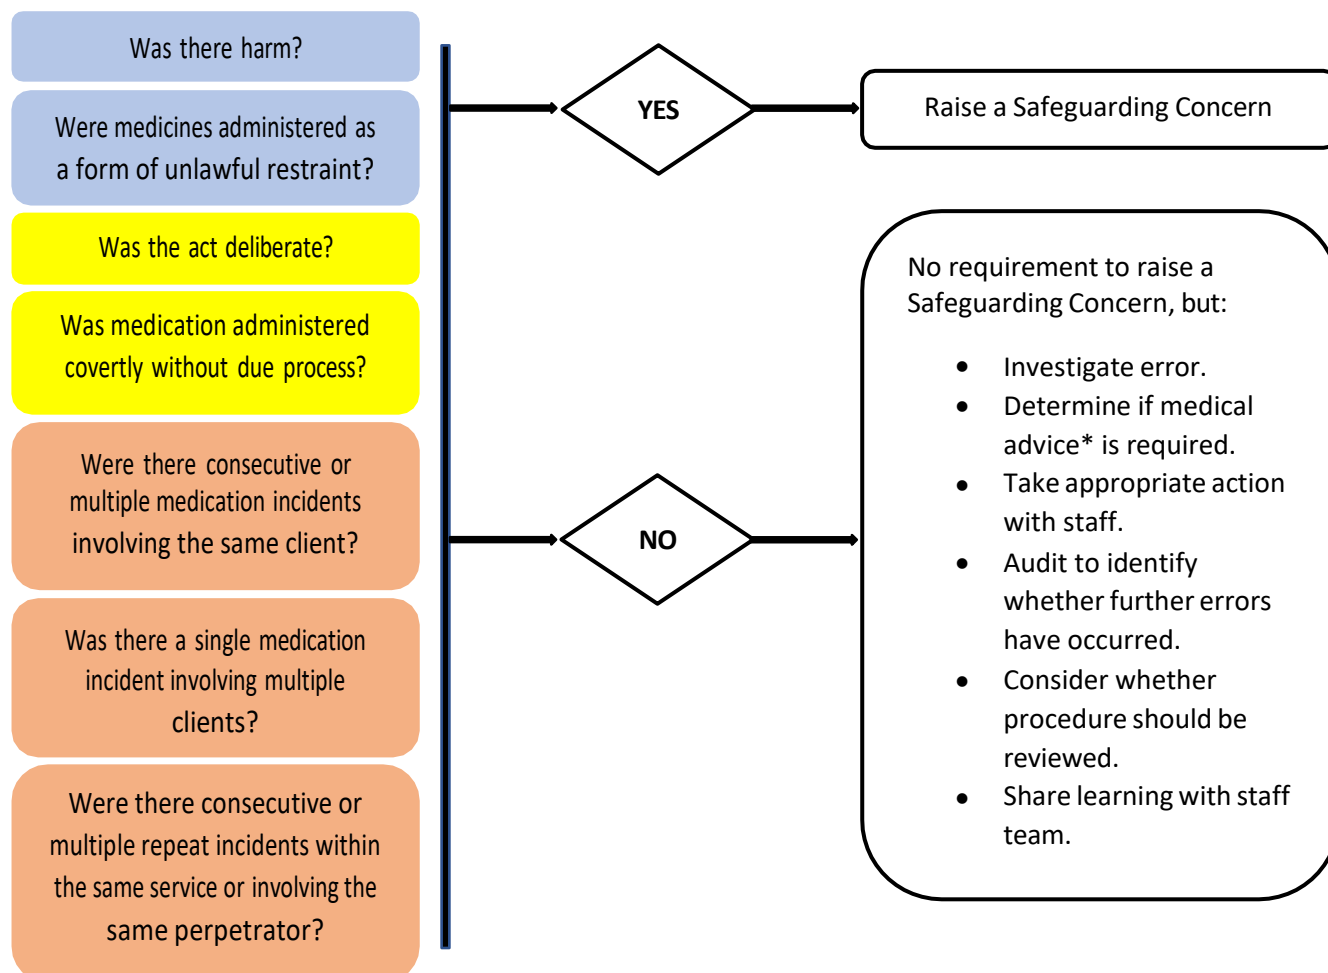 Was there harm?
Were medicines administered as
a form of unlawful restraint?
Was the act deliberate?
Was medication administered
covertly without due process?
Were there consecutive or
multiple medication incidents
involving the same client?
Was there a single medication
incident involving multiple
clients?
Were there consecutive or
multiple repeat incidents within
the same service or involving the
same perpetrator?
YES
Raise a Safeguarding Concern
NO
No requirement to raise a
Safeguarding Concern, but:
• Investigate error.
• Determine if medical
advice* is required.
• Take appropriate action
with staff.
• Audit to identify
whether further errors
have occurred.
• Consider whether
procedure should be
reviewed.
• Share learning with staff
team.